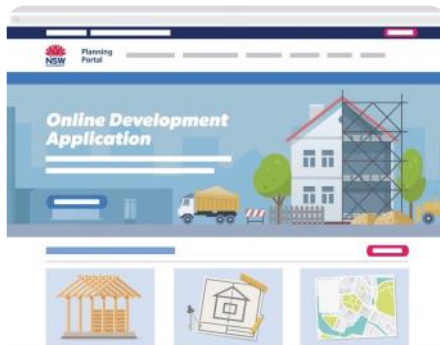 NSW
Planning
Portal
Online Development
Application